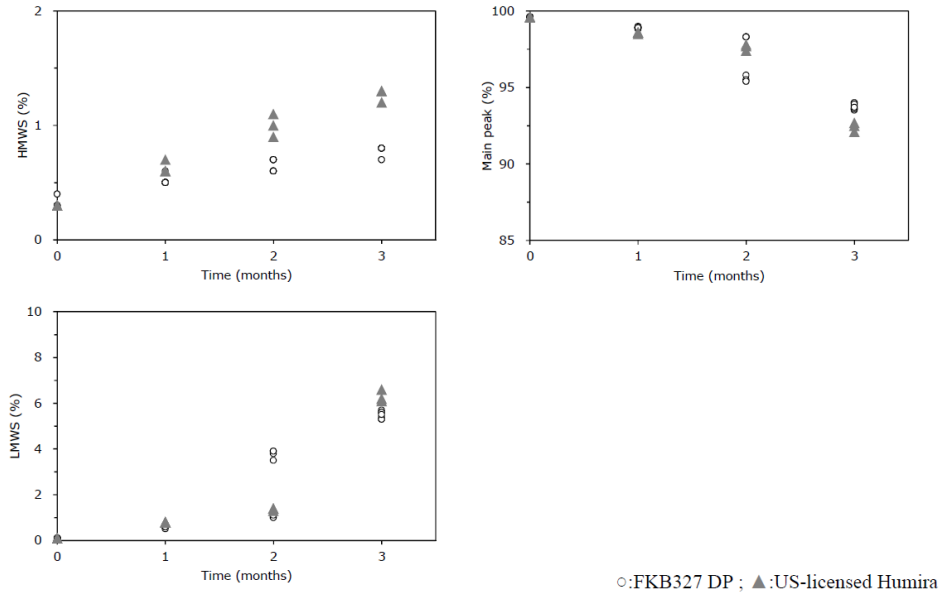 2
1
0
HMWS (%)
0 1 2 3
Time (months)
100
95
90
85
Main peak (%)
0 1 2 3
Time (months)
10
8
6
4
2
0
LMWS (%)
0 1 2 3
Time (months)
○:FKB327 DP ; ▲:US-licensed Humira